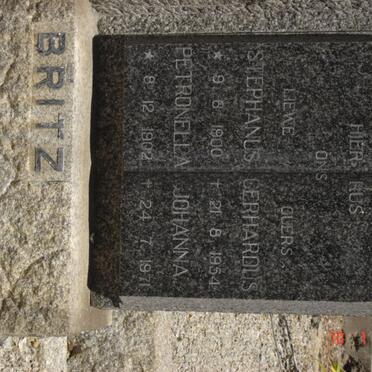 HIER RUS
ONS
LIEWE OUERS
STEPHANUS GERHARDUS
* 9. 6. 1900 † 21. 8. 1954
PETRONELLA JOHANNA
* 8. 12. 1902 † 24. 7. 1971
BRITZ